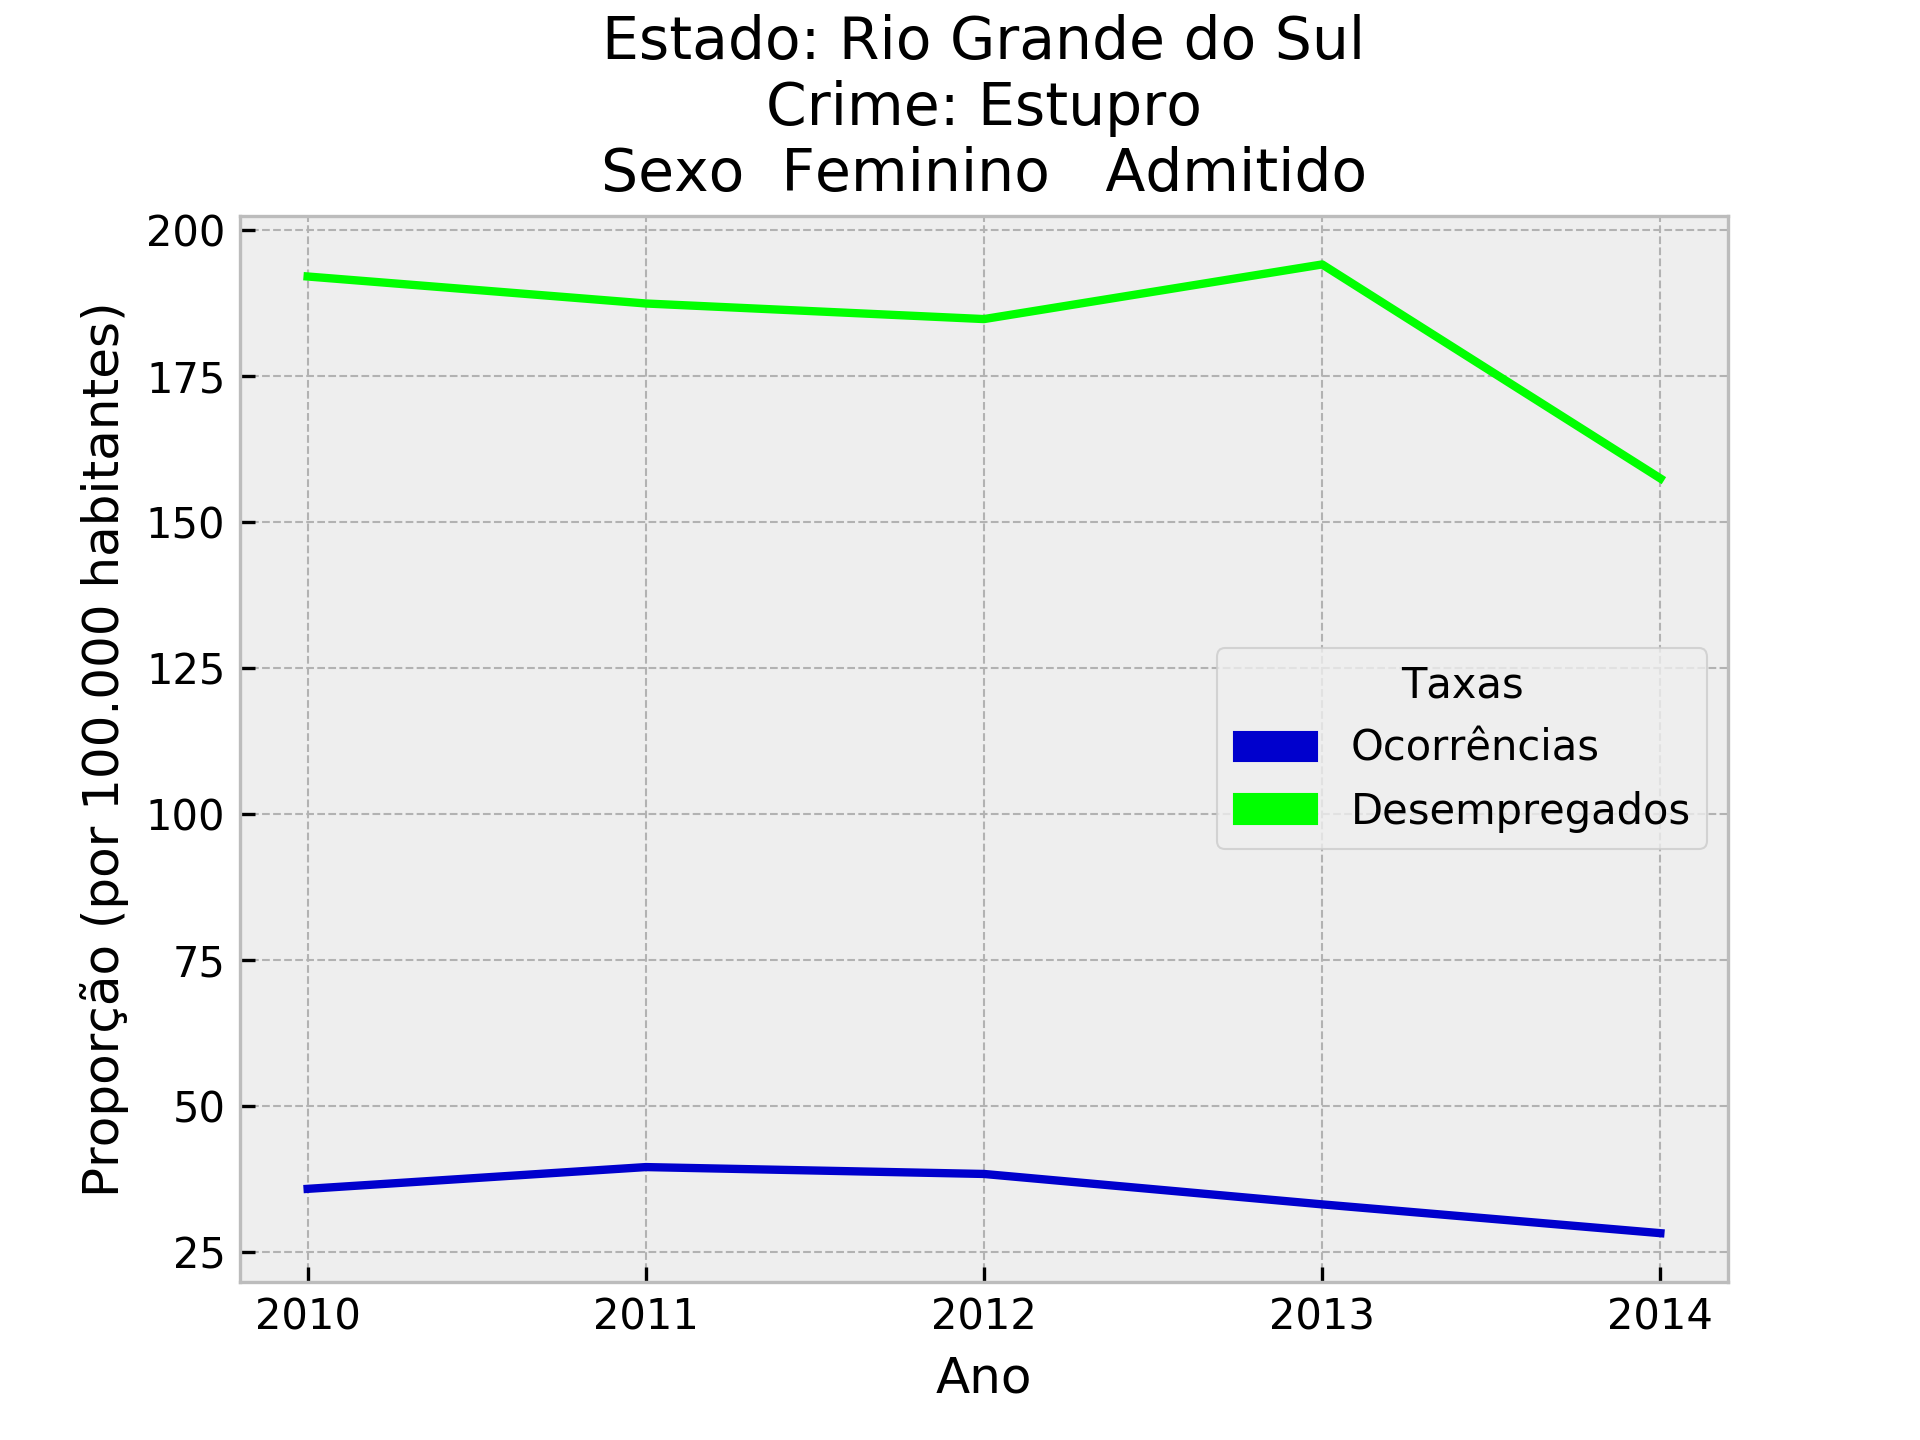 Estado: Rio Grande do Sul
Crime: Estupro
Sexo  Feminino   Admitido
Proporção (por 100.000 habitantes)
200
175
150
125
100
75
50
25
Taxas
Ocorrências
Desempregados
2010 2011 2012 2013 2014
Ano